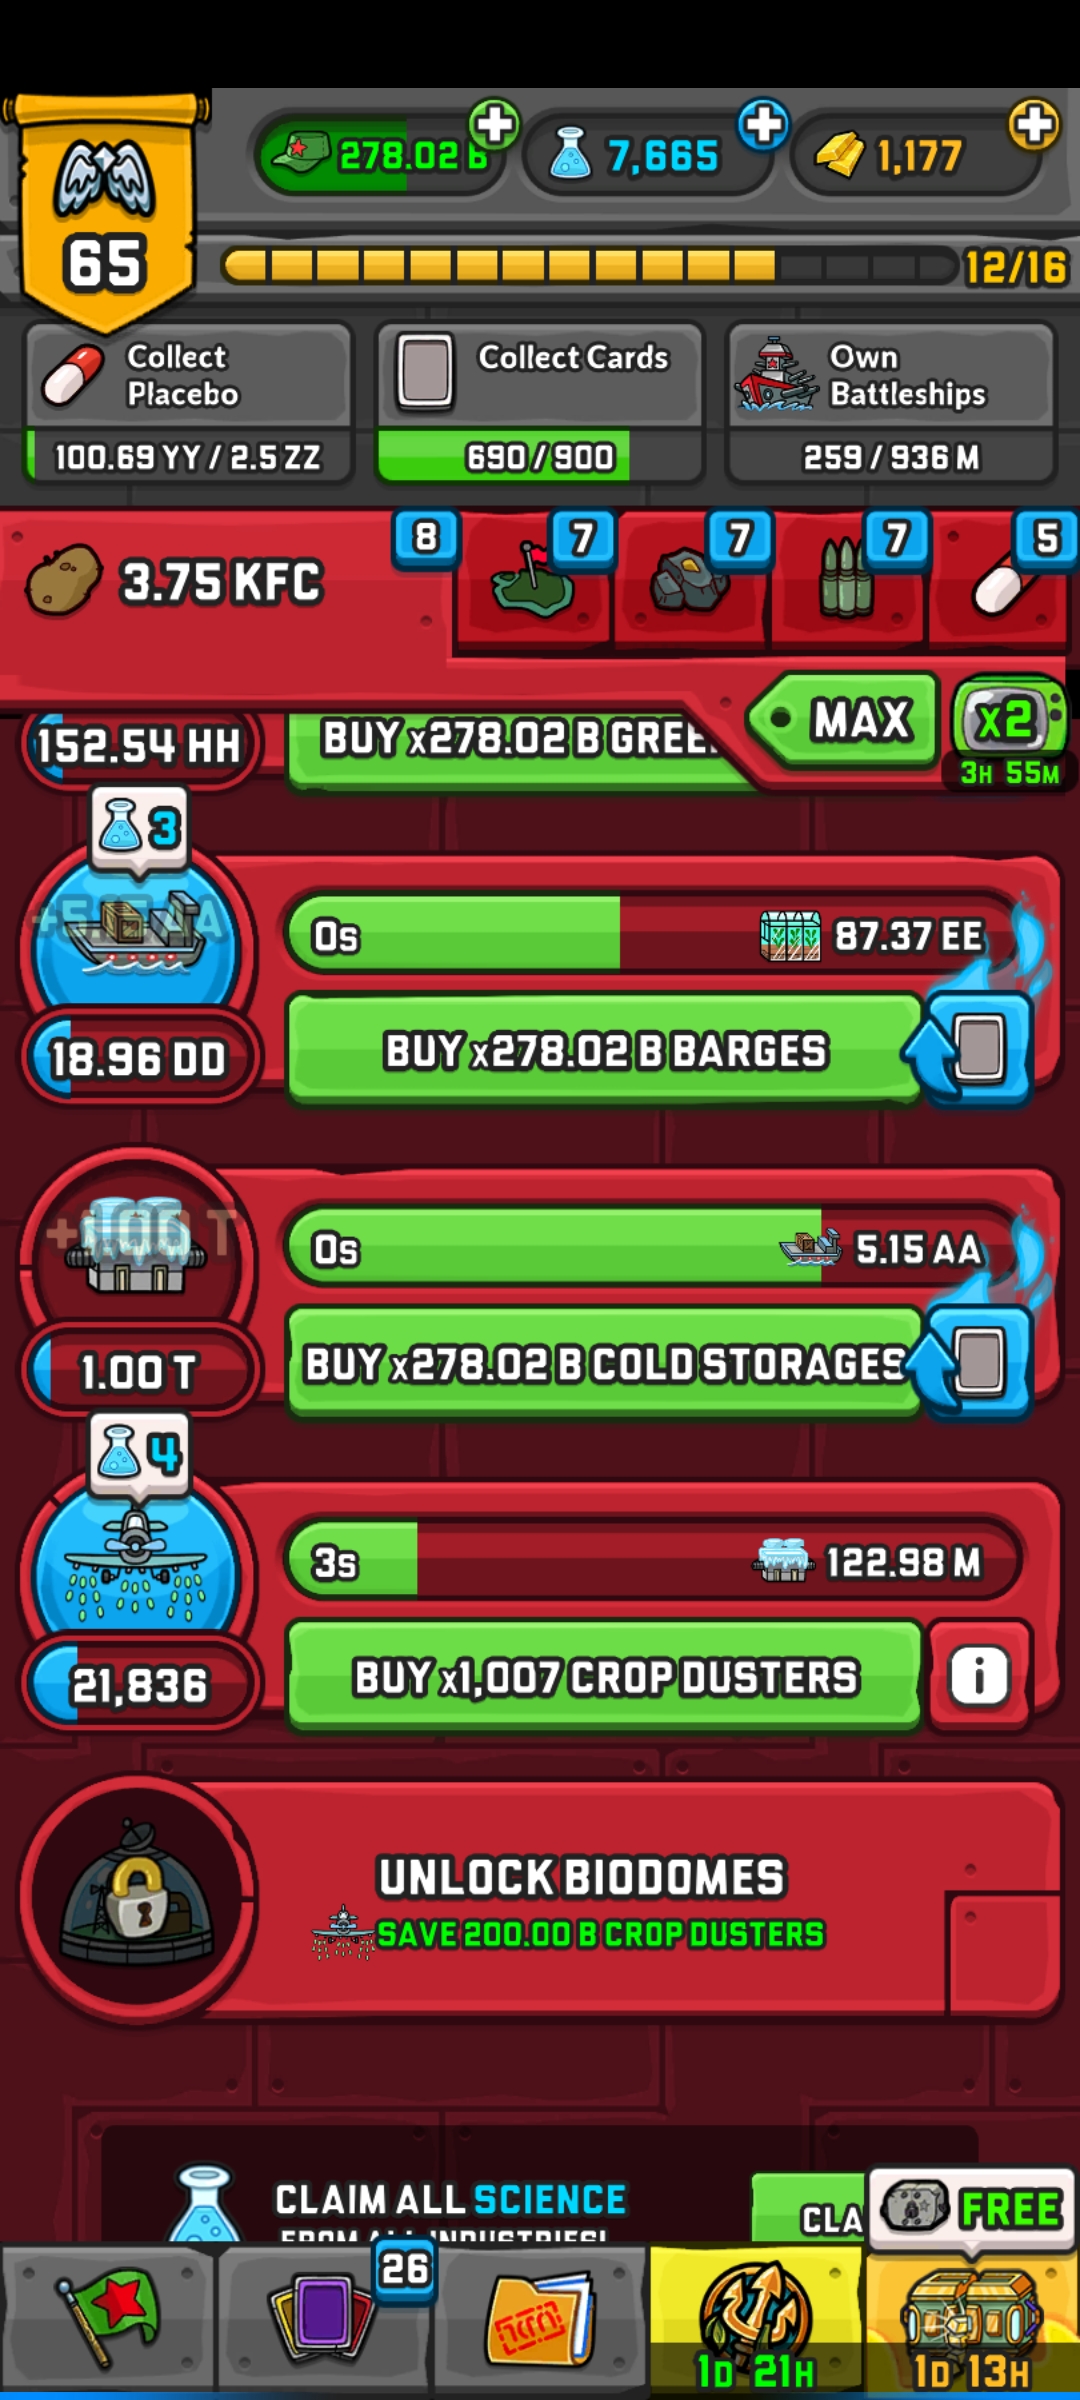 278.02 B
7,665
1,177
65
12/16
Collect
Placebo
100.69 YY / 2.5 ZZ
Collect Cards
690 / 900
Own
Battleships
259 / 936 M
3.75 KFC
8
7
7
7
5
MAX
x2
3H 55M
152.54 HH
BUY x278.02 B GREE
3
0s
87.37 EE
18.96 DD
BUY x278.02 B BARGES
0s
5.15 AA
1.00 T
BUY x278.02 B COLD STORAGES
4
3s
122.98 M
21,836
BUY x1,007 CROP DUSTERS
i
UNLOCK BIODOMES
SAVE 200.00 B CROP DUSTERS
CLAIM ALL SCIENCE
FROM ALL INDUSTRIES!
CLA
FREE
26
1D 21H
1D 13H